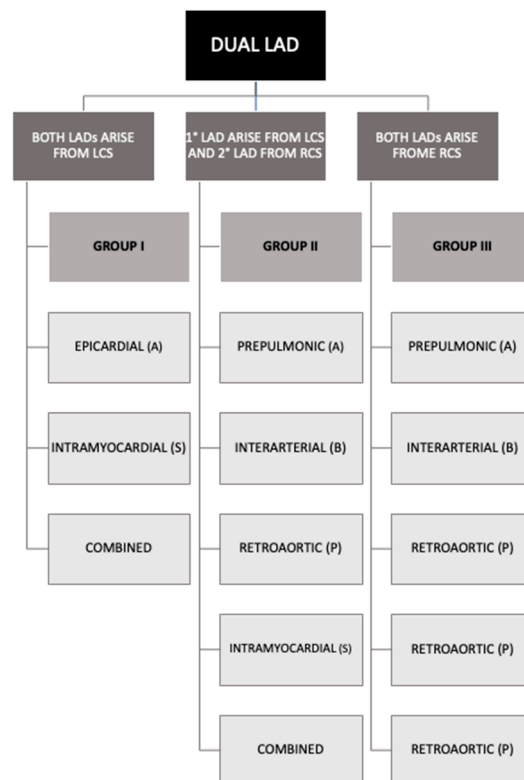 DUAL LAD
BOTH LADs ARISE
FROM LCS
1° LAD ARISE FROM LCS
AND 2° LAD FROM RCS
BOTH LADs ARISE
FROME RCS
GROUP I
GROUP II
GROUP III
EPICARDIAL (A)
PREPULMONIC (A)
PREPULMONIC (A)
INTRAMYOCARDIAL (S)
INTERARTERIAL (B)
INTERARTERIAL (B)
COMBINED
RETROAORTIC (P)
RETROAORTIC (P)
INTRAMYOCARDIAL (S)
RETROAORTIC (P)
COMBINED
RETROAORTIC (P)